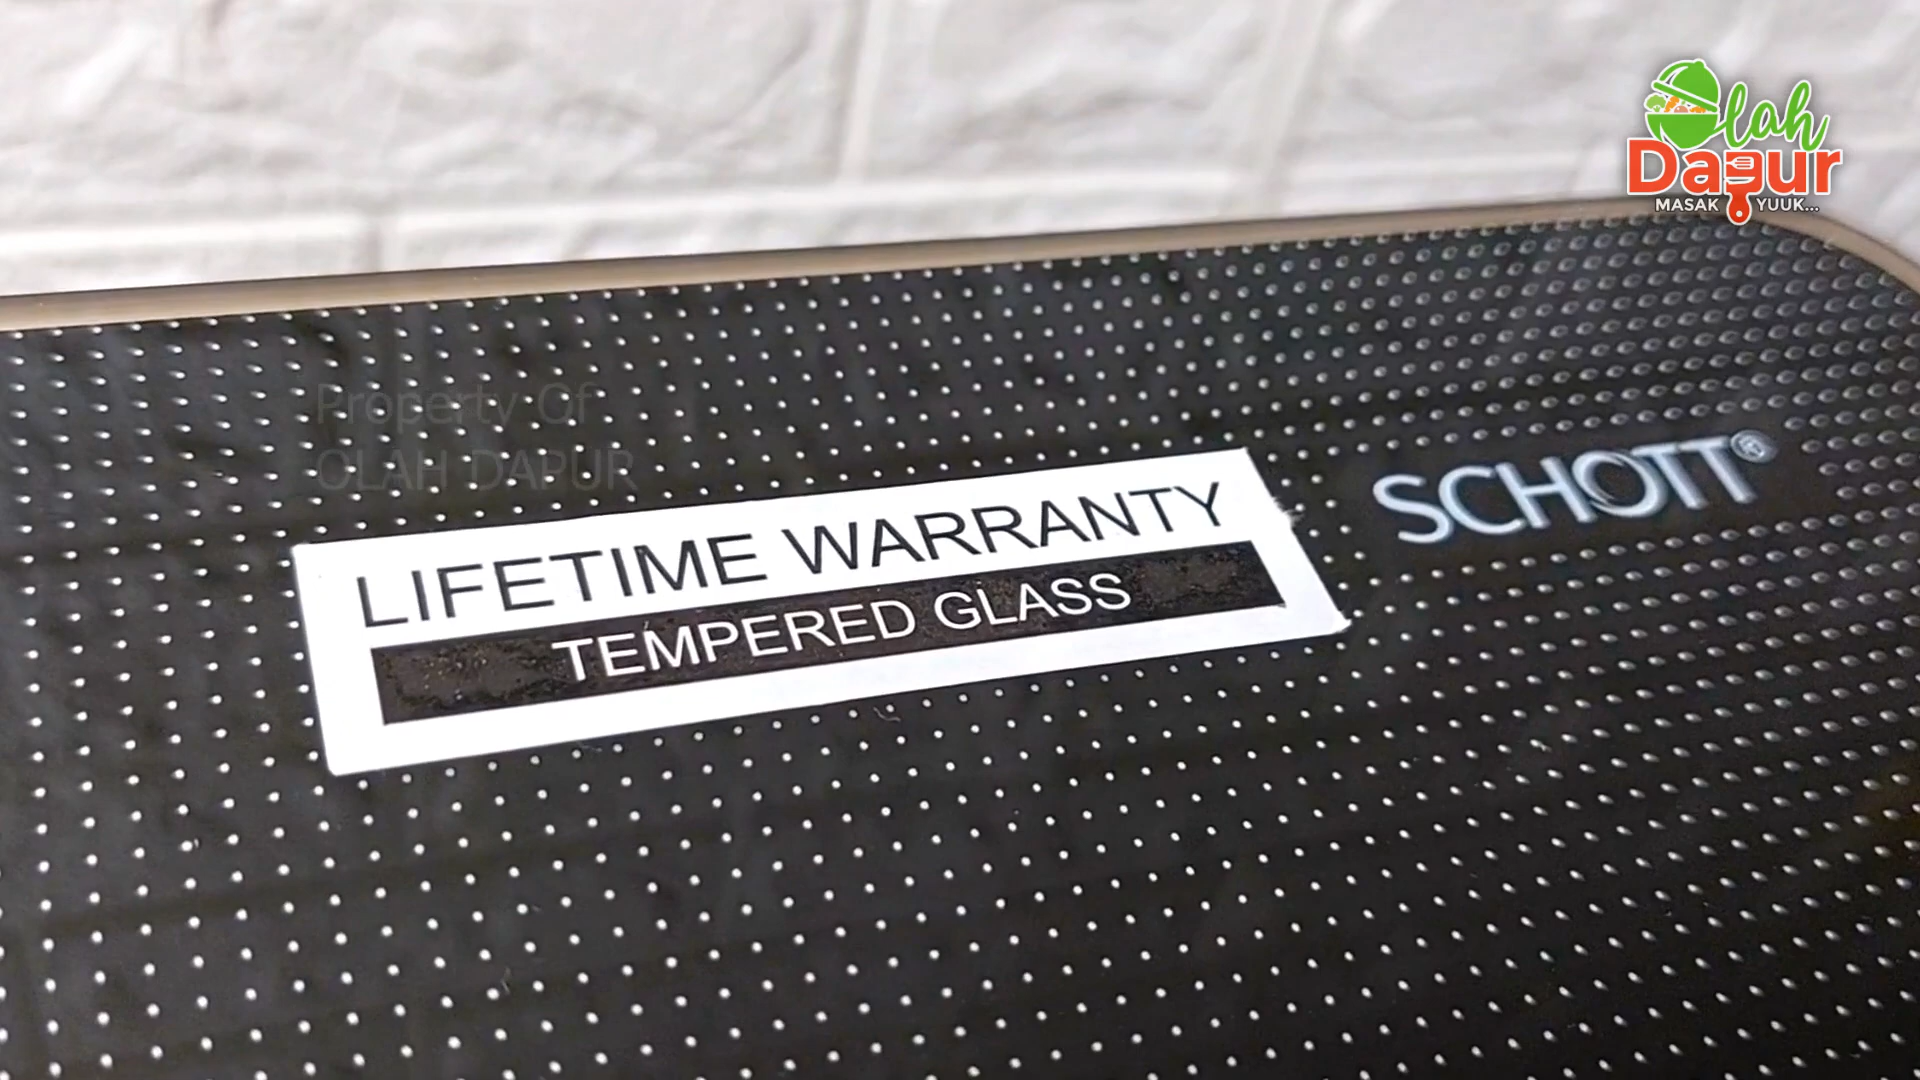 Olah
Dapur
MASAK YUUK...
Property Of
OLAH DAPUR
LIFETIME WARRANTY
TEMPERED GLASS
SCHOTT®